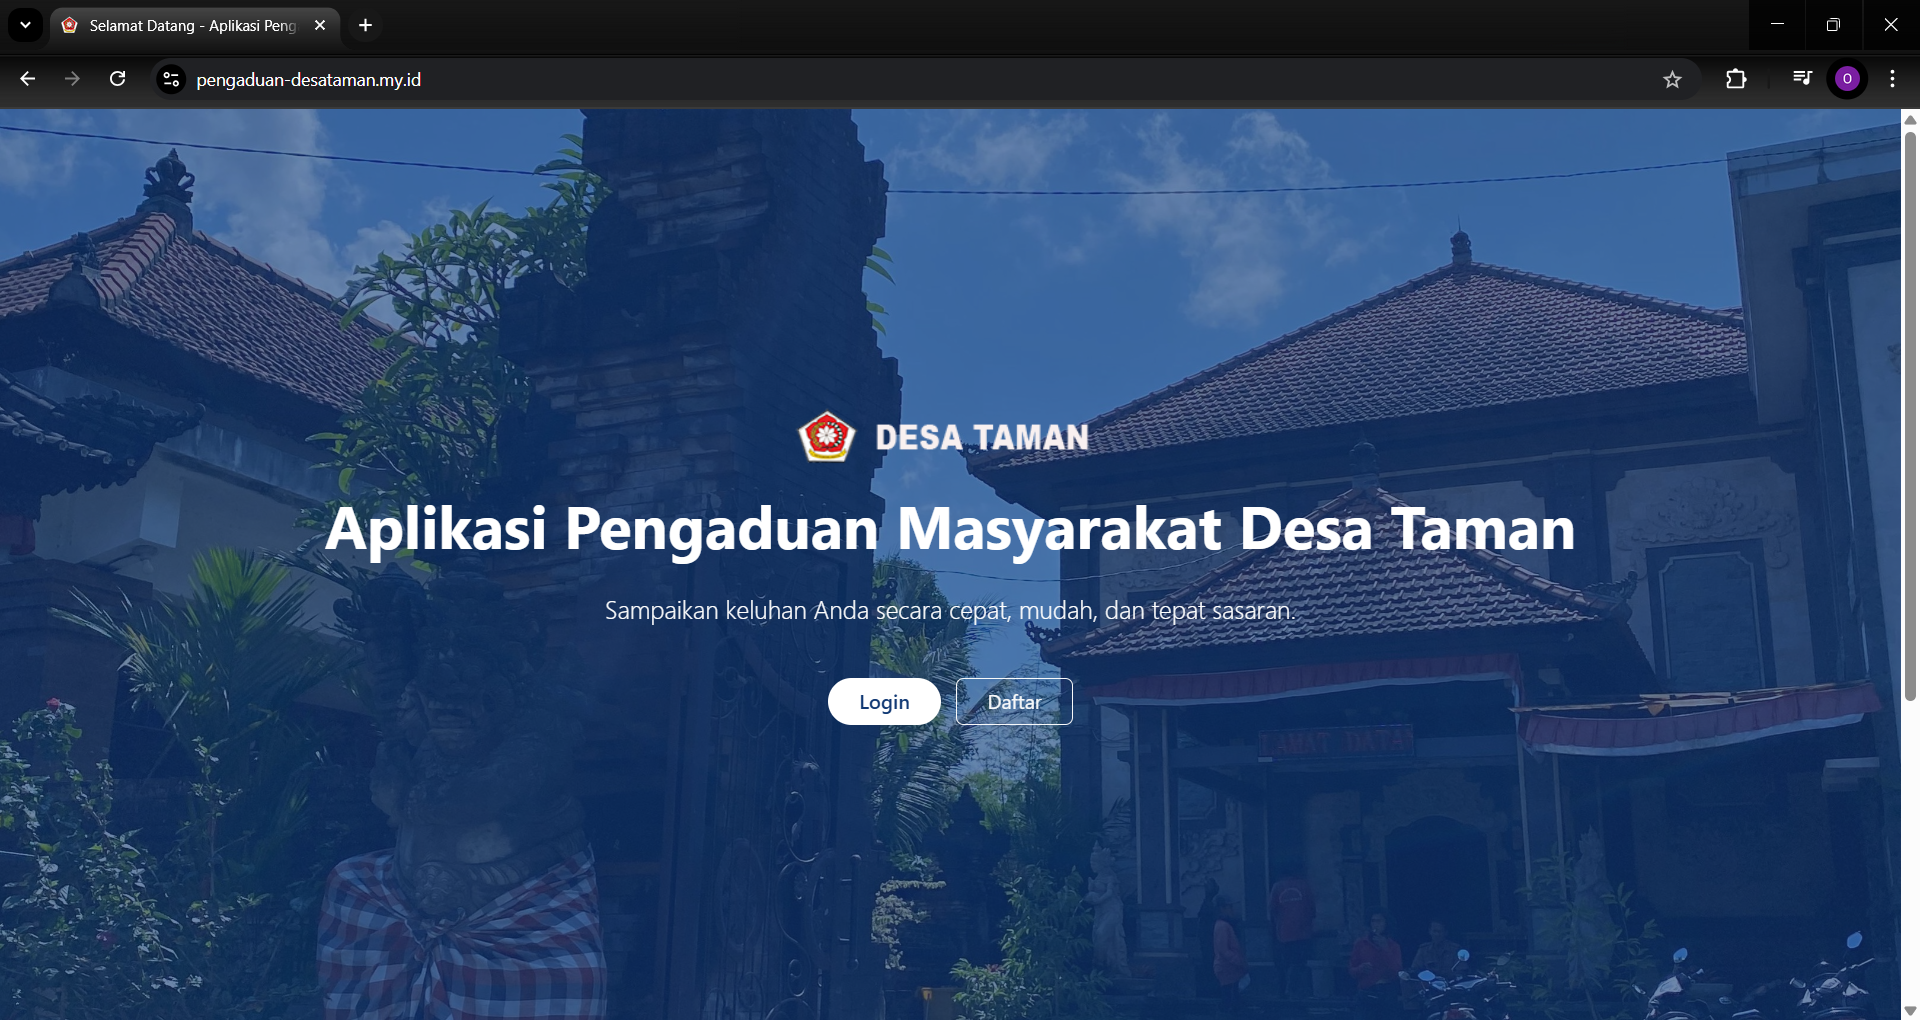 Selamat Datang - Aplikasi Peng
pengaduan-desataman.my.id
O
DESA TAMAN
Aplikasi Pengaduan Masyarakat Desa Taman
Sampaikan keluhan Anda secara cepat, mudah, dan tepat sasaran.
Login
Daftar